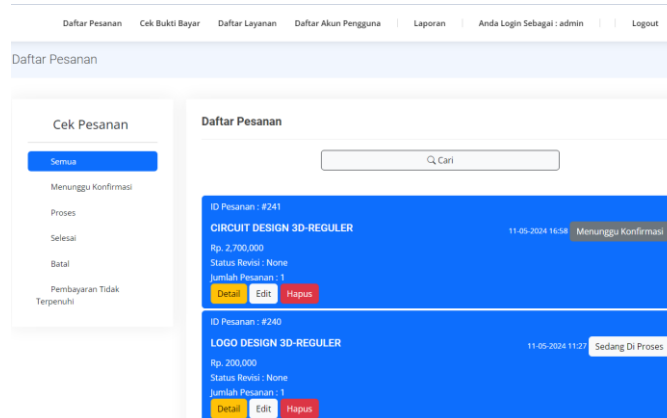 Daftar Pesanan Cek Bukti Bayar Daftar Layanan Daftar Akun Pengguna Laporan Anda Login Sebagai : admin Logout
Daftar Pesanan
Cek Pesanan
Semua
Menunggu Konfirmasi
Proses
Selesai
Batal
Pembayaran Tidak
Terpenuhi
Daftar Pesanan
Cari
ID Pesanan : #241
CIRCUIT DESIGN 3D-REGULER
11-05-2024 16:58 Menunggu Konfirmasi
Rp. 2,700,000
Status Revisi : None
Jumlah Pesanan : 1
Detail Edit Hapus
ID Pesanan : #240
LOGO DESIGN 3D-REGULER
11-05-2024 11:27 Sedang Di Proses
Rp. 200,000
Status Revisi : None
Jumlah Pesanan : 1
Detail Edit Hapus